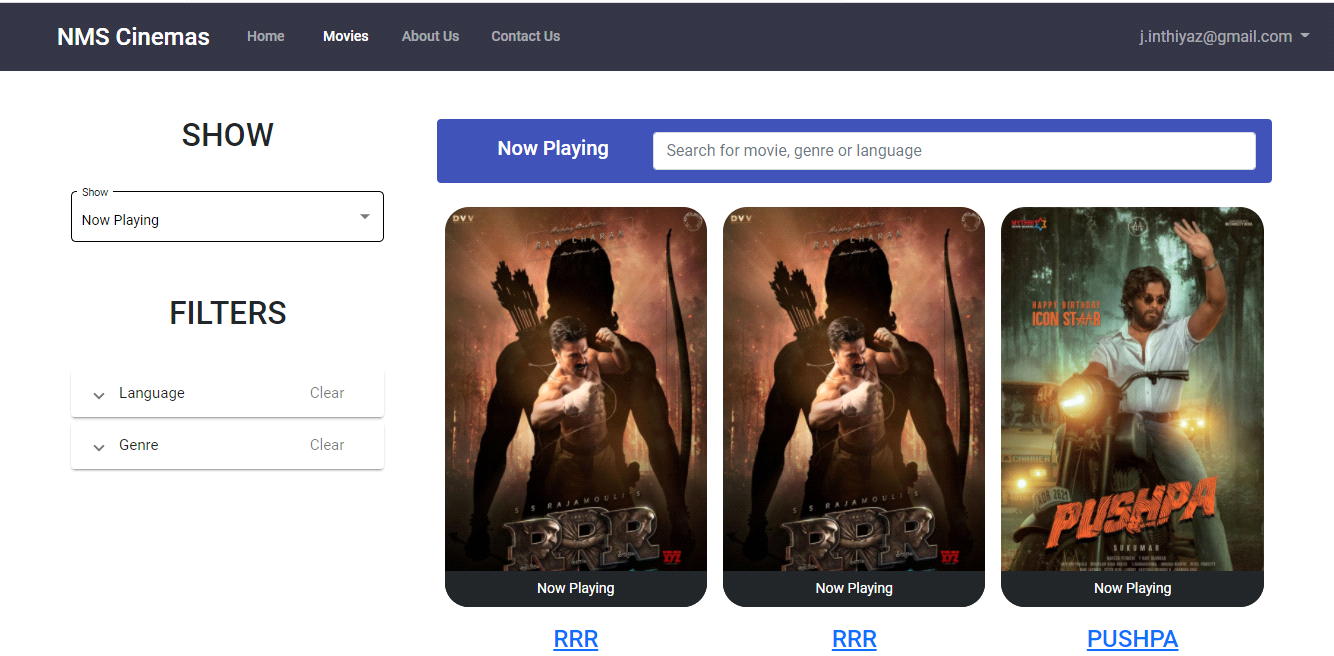 NMS Cinemas
Home
Movies
About Us
Contact Us
j.inthiyaz@gmail.com
SHOW
Show
Now Playing
FILTERS
Language
Clear
Genre
Clear
Now Playing
Search for movie, genre or language
DVV
RAM CHARAN
S S RAJAMOULI'S
RRR
Now Playing
RRR
DVV
RAM CHARAN
S S RAJAMOULI'S
RRR
Now Playing
RRR
HAPPY BIRTHDAY
ICON STAAR
PUSHPA
SUKUMAR
Now Playing
PUSHPA